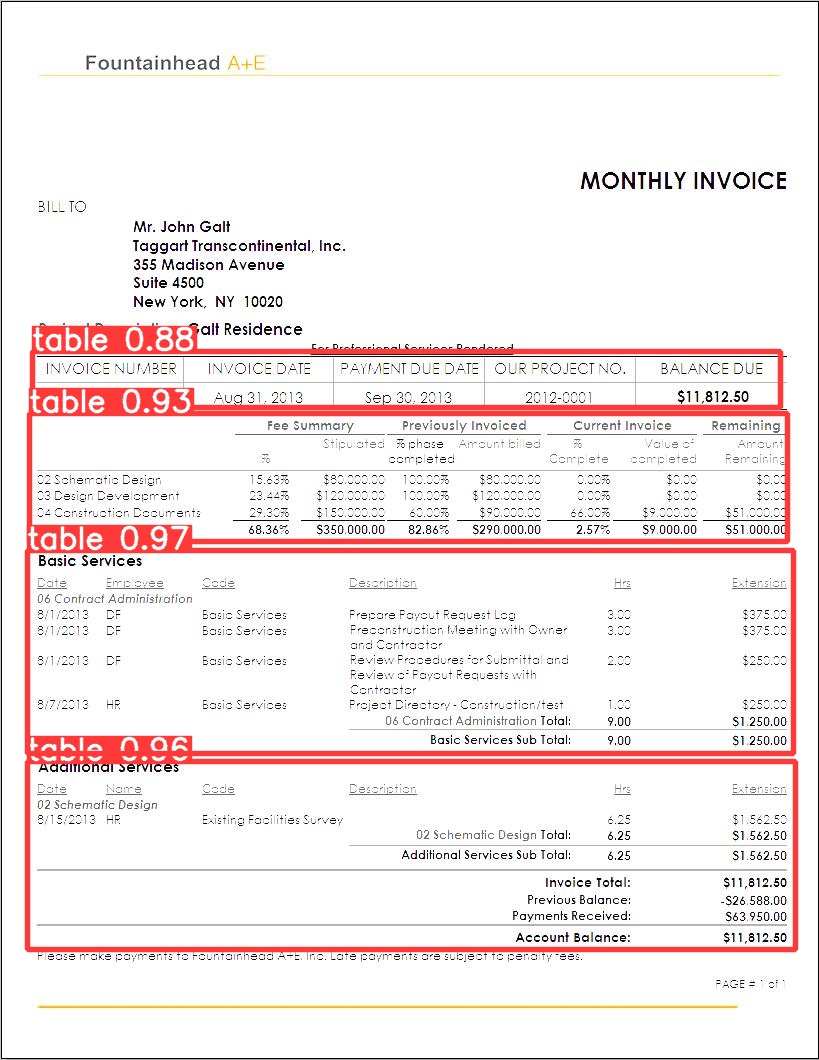 Fountainhead A+E
MONTHLY INVOICE
BILL TO
Mr. John Galt
Taggart Transcontinental, Inc.
355 Madison Avenue
Suite 4500
New York, NY 10020
Galt Residence
table 0.88
For Professional Services Rendered
INVOICE NUMBER INVOICE DATE PAYMENT DUE DATE OUR PROJECT NO. BALANCE DUE
table 0.93 Aug 31, 2013 Sep 30, 2013 2012-0001 $11,812.50
Fee Summary Previously Invoiced Current Invoice Remaining
Stipulated % phase Amount billed % Value of Amount
% completed Complete completed Remaining
02 Schematic Design 15.63% $80,000.00 100.00% $80,000.00 0.00% $0.00 $0.00
03 Design Development 23.44% $120,000.00 100.00% $120,000.00 0.00% $0.00 $0.00
04 Construction Documents 29.30% $150,000.00 60.00% $90,000.00 66.00% $9,000.00 $51,000.00
68.36% $350,000.00 82.86% $290,000.00 2.57% $9,000.00 $51,000.00
table 0.97
Basic Services
Date Employee Code Description Hrs Extension
06 Contract Administration
8/1/2013 DF Basic Services Prepare Payout Request Log 3.00 $375.00
8/1/2013 DF Basic Services Preconstruction Meeting with Owner 3.00 $375.00
and Contractor
8/1/2013 DF Basic Services Review Procedures for Submittal and 2.00 $250.00
Review of Payout Requests with
Contractor
8/7/2013 HR Basic Services Project Directory - Construction/test 1.00 $250.00
06 Contract Administration Total: 9.00 $1,250.00
Basic Services Sub Total: 9.00 $1,250.00
table 0.96
Additional Services
Date Name Code Description Hrs Extension
02 Schematic Design
8/15/2013 HR Existing Facilities Survey 6.25 $1,562.50
02 Schematic Design Total: 6.25 $1,562.50
Additional Services Sub Total: 6.25 $1,562.50
Invoice Total: $11,812.50
Previous Balance: -$26,588.00
Payments Received: $63,950.00
Account Balance: $11,812.50
Please make payments to Fountainhead A+E, Inc. Late payments are subject to penalty fees.
PAGE # 1 of 1